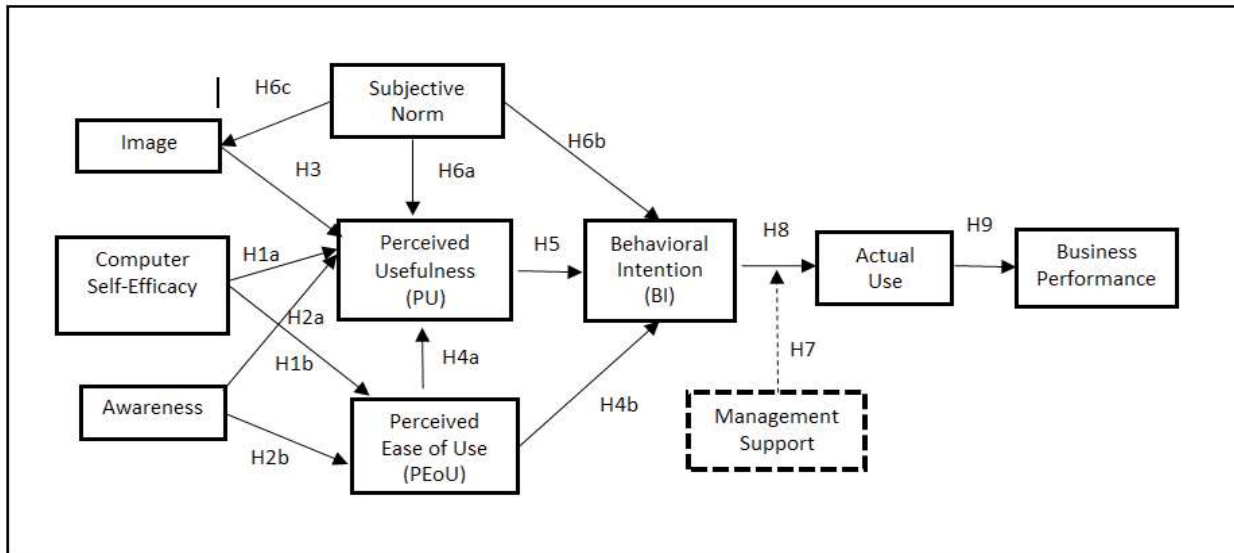 H6c
Subjective
Norm
Image
H6b
H3
H6a
Computer
Self-Efficacy
H1a
Perceived
Usefulness
(PU)
H5
Behavioral
Intention
(BI)
H8
Actual
Use
H9
Business
Performance
H2a
H1b
H4a
H7
Awareness
H2b
Perceived
Ease of Use
(PEoU)
H4b
Management
Support